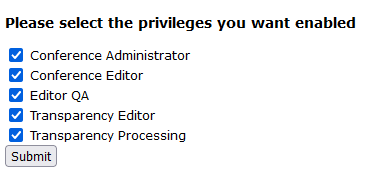 Please select the privileges you want enabled
Conference Administrator
Conference Editor
Editor QA
Transparency Editor
Transparency Processing
Submit